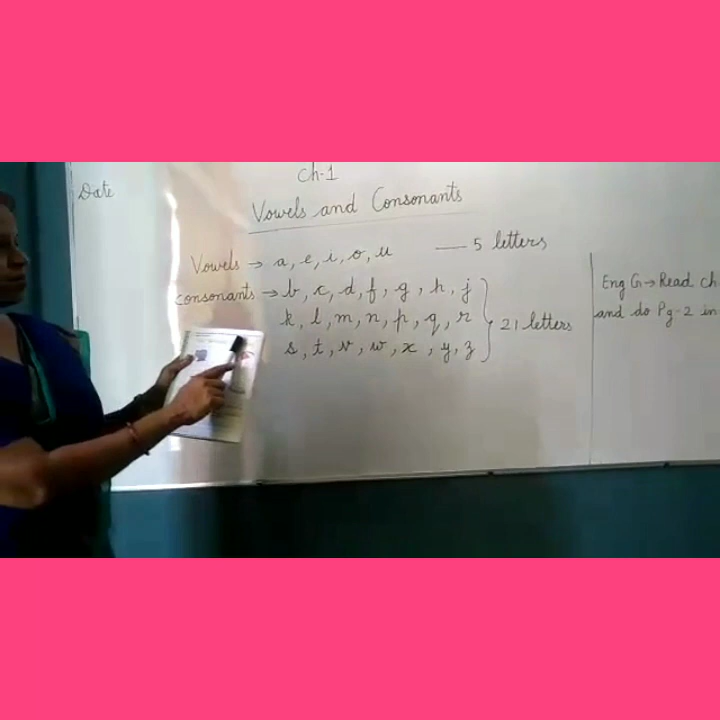 Date
Ch-1
Vowels and Consonants
Vowels → a, e, i, o, u — 5 letters
consonants → b, c, d, f, g, h, j
k, l, m, n, p, q, r
s, t, v, w, x, y, z
} 21 letters
Eng G → Read ch
and do Pg-2 in